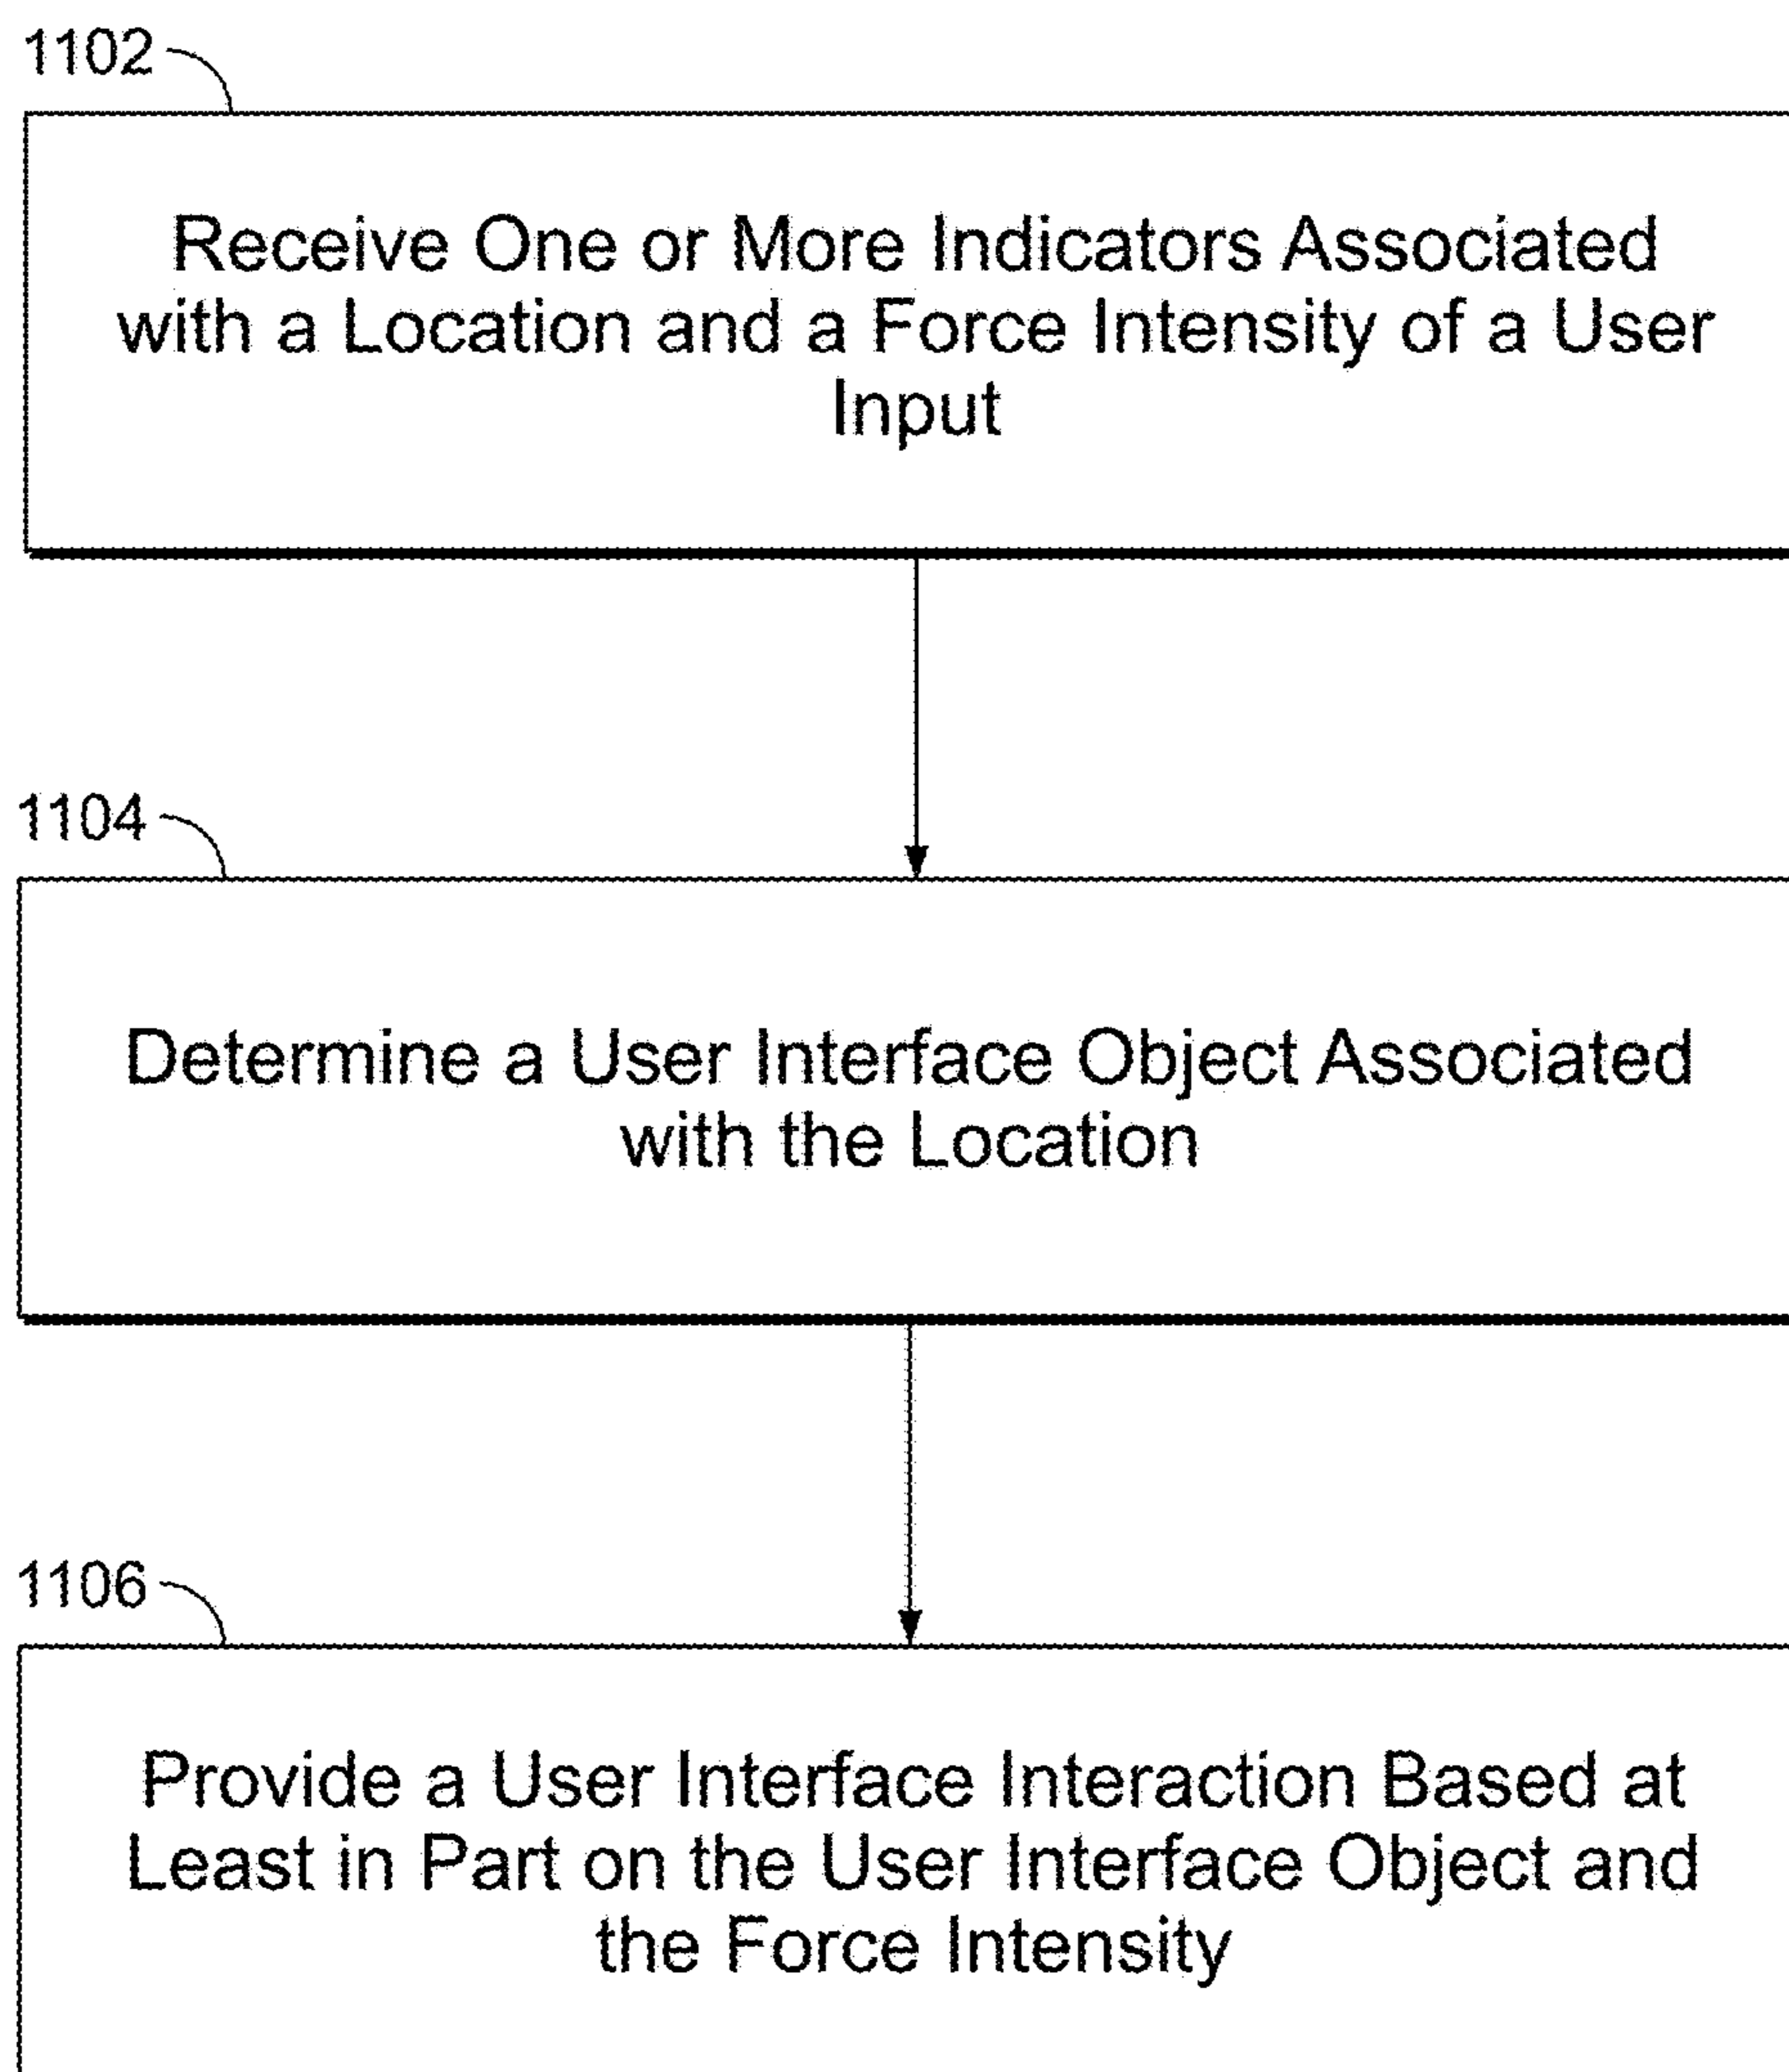 1102
Receive One or More Indicators Associated
with a Location and a Force Intensity of a User
Input
1104
Determine a User Interface Object Associated
with the Location
1106
Provide a User Interface Interaction Based at
Least in Part on the User Interface Object and
the Force Intensity